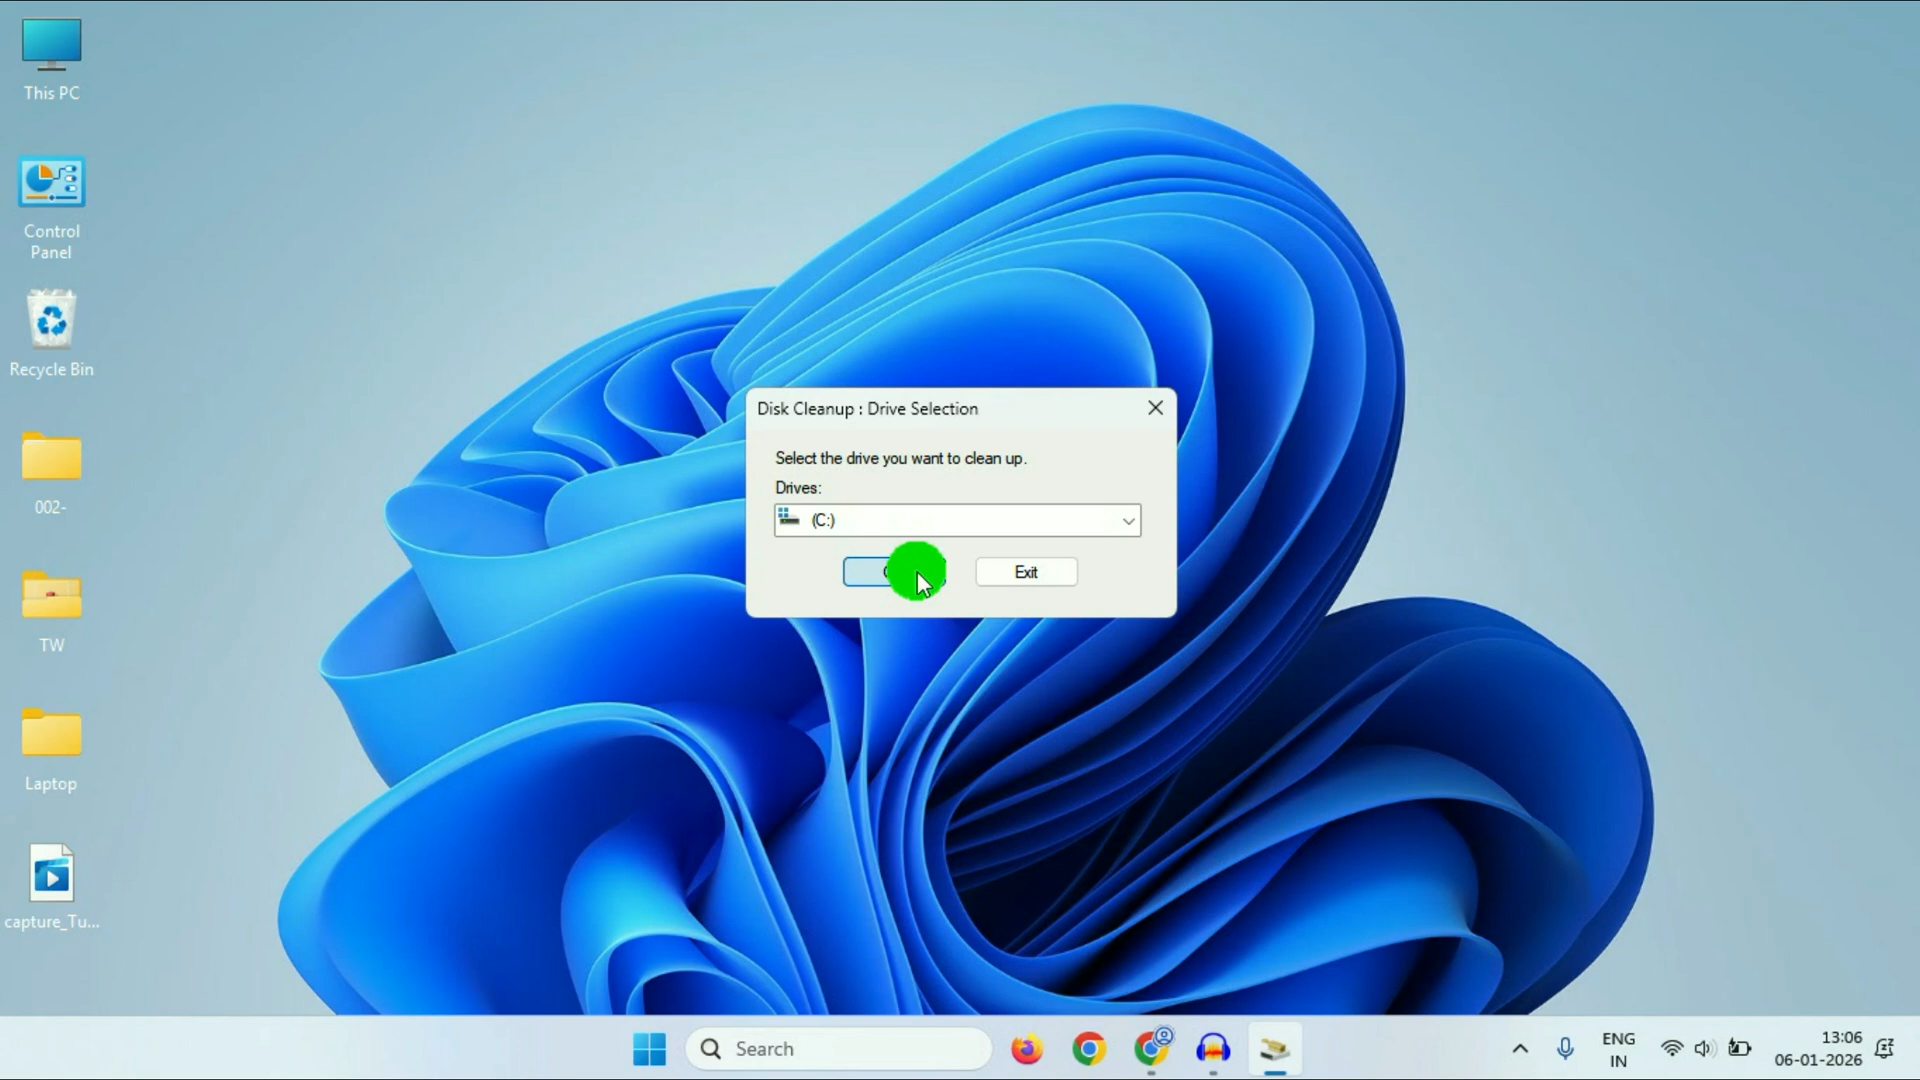 This PC
Control
Panel
Recycle Bin
002-
TW
Laptop
capture_Tu...
Disk Cleanup : Drive Selection
Select the drive you want to clean up.
Drives:
(C:)
Exit
Search
ENG
IN
13:06
06-01-2026